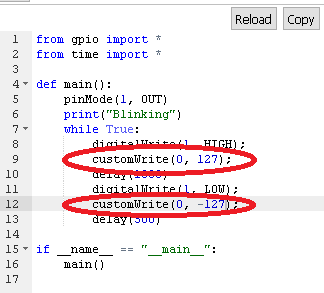 Reload Copy
1 from gpio import *
2 from time import *
3
4 def main():
5 pinMode(1, OUT)
6 print("Blinking")
7 while True:
8 digitalWrite(1, HIGH);
9 customWrite(0, 127);
10 delay(1000)
11 digitalWrite(1, LOW);
12 customWrite(0, -127);
13 delay(500)
14
15 if __name__ == "__main__":
16 main()
17